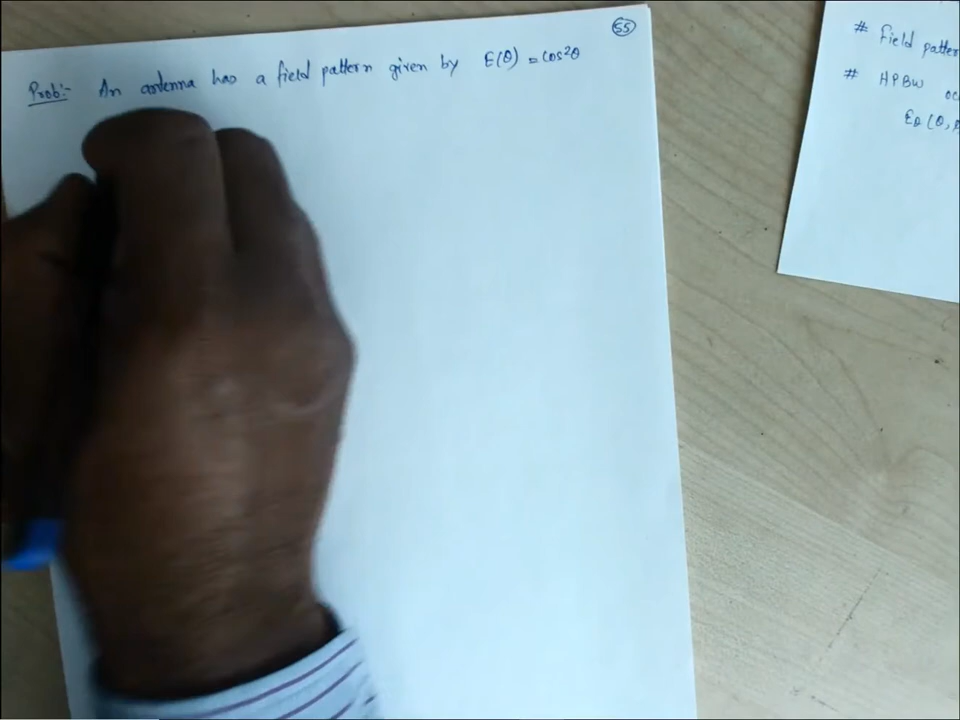 55
Prob:- An antenna has a field pattern given by E(θ) = cos²θ
# Field patter
# HPBW oc
Eθ(θ,